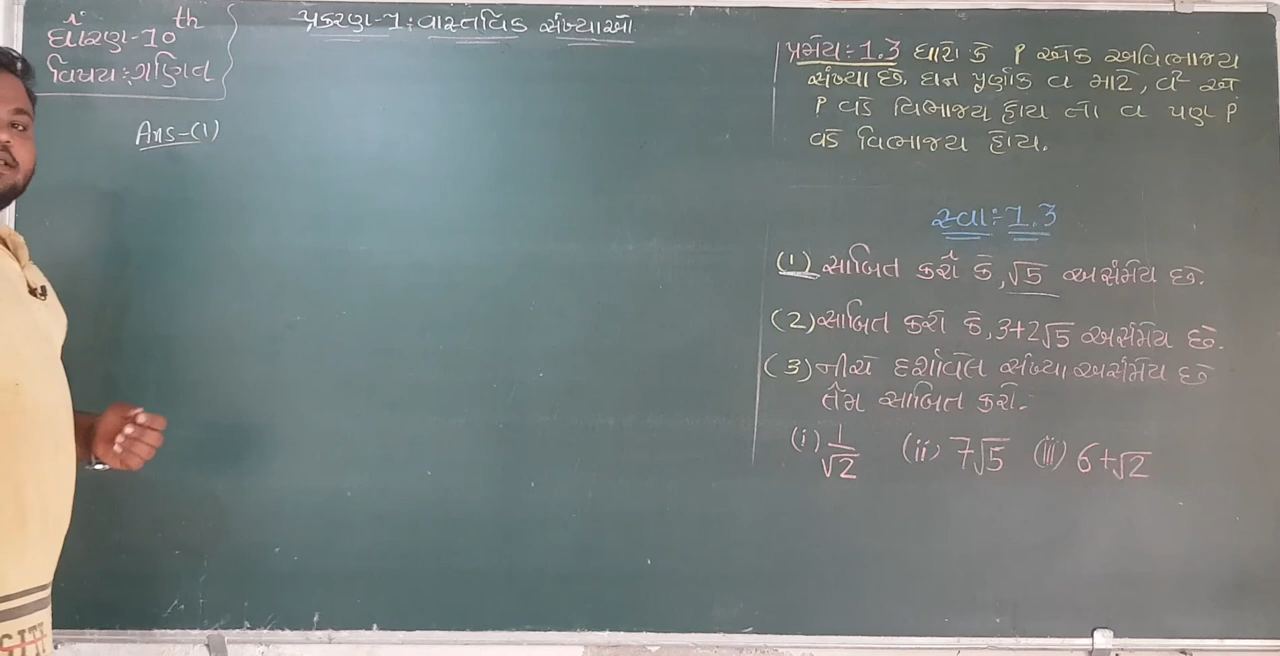 ધોરણ-10th
વિષય:ગણિત
પ્રકરણ-1: વાસ્તવિક સંખ્યાઓ
Ans-(1)
પ્રમેય:-1.3 ધારો કે P એક અવિભાજ્ય
સંખ્યા છે. ધન પૂર્ણાંક a માટે, a² એ
P વડે વિભાજ્ય હોય તો a પણ P
વડે વિભાજ્ય હોય.
સ્વા:-1.3
(1) સાબિત કરો કે, √5 અસંમેય છે.
(2) સાબિત કરો કે, 3+2√5 અસંમેય છે.
(3) નીચે દર્શાવેલ સંખ્યા અસંમેય છે
તેમ સાબિત કરો-
(i) 1/√2 (ii) 7√5 (iii) 6+√2